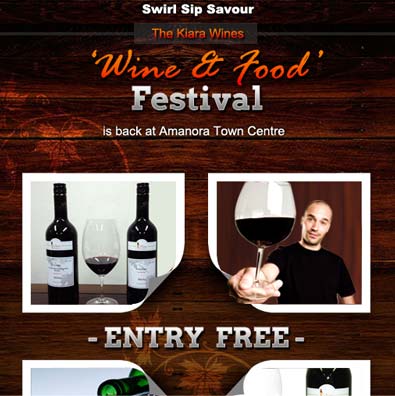 Swirl Sip Savour
The Kiara Wines
'Wine & Food'
Festival
is back at Amanora Town Centre
- ENTRY FREE -